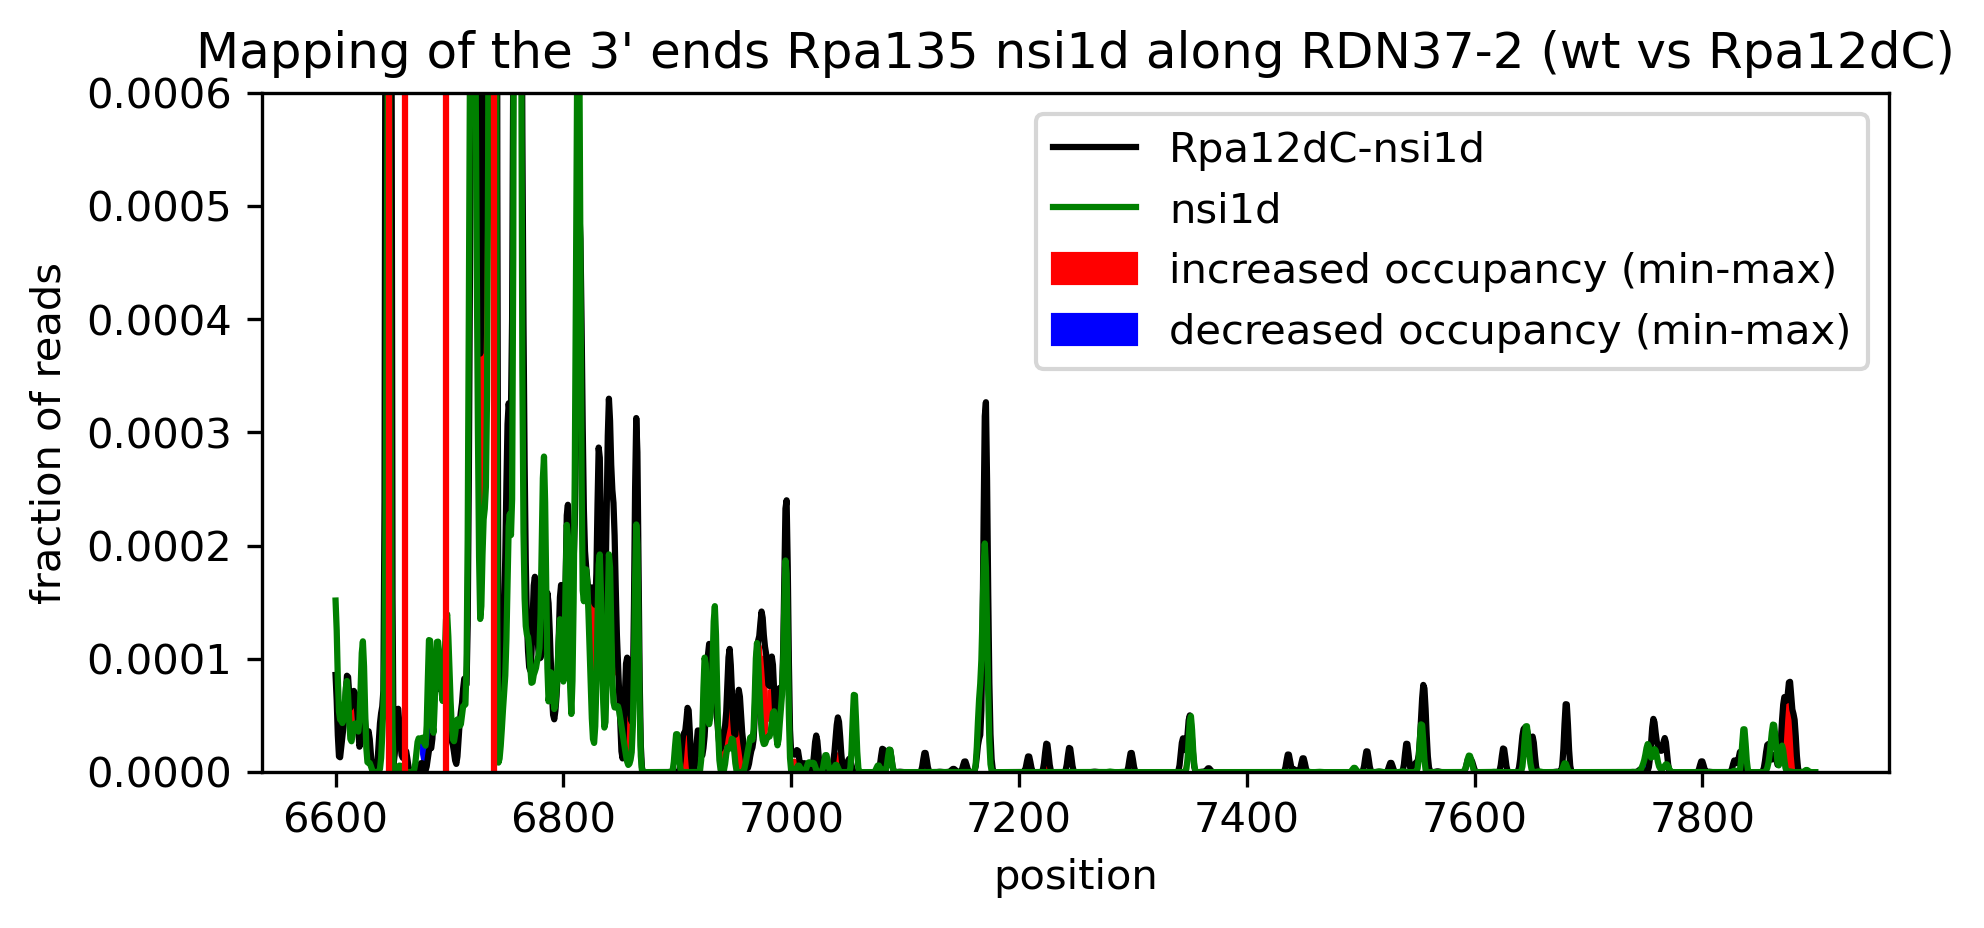 Mapping of the 3' ends Rpa135 nsi1d along RDN37-2 (wt vs Rpa12dC)
0.0006
0.0005
0.0004
0.0003
0.0002
0.0001
0.0000
fraction of reads
Rpa12dC-nsi1d
nsi1d
increased occupancy (min-max)
decreased occupancy (min-max)
6600 6800 7000 7200 7400 7600 7800
position